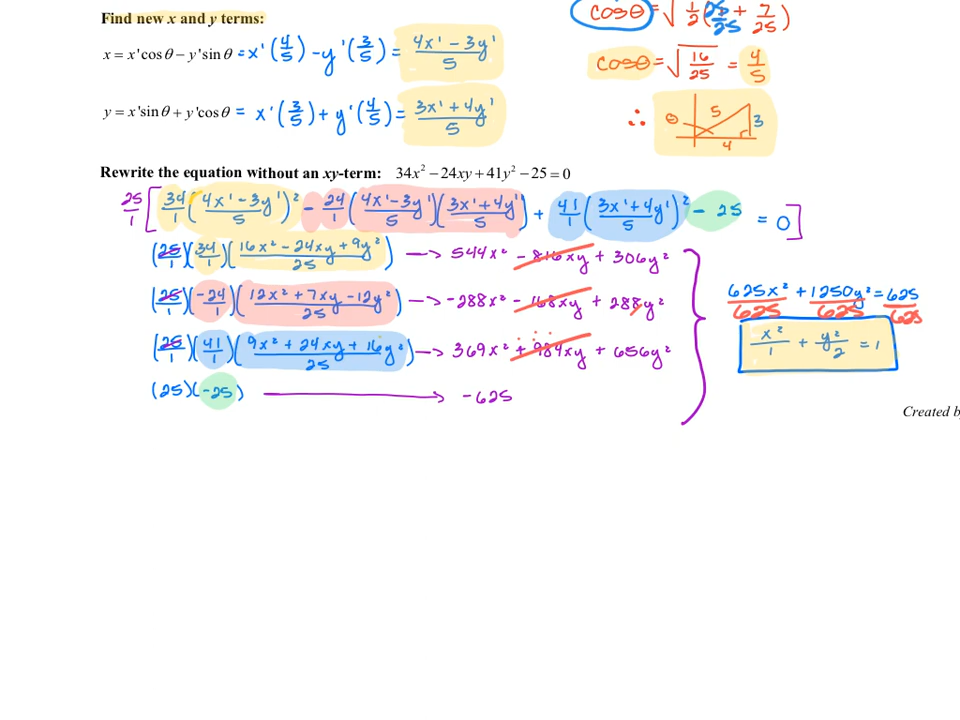 Find new x and y terms:
cosθ = √(1/2(25/25 + 7/25))
x = x'cosθ − y'sinθ = x'(4/5) − y'(3/5) = (4x' − 3y')/5
cosθ = √(16/25) = 4/5
y = x'sinθ + y'cosθ = x'(3/5) + y'(4/5) = (3x' + 4y')/5
∴ θ 5 3 4
Rewrite the equation without an xy-term: 34x² − 24xy + 41y² − 25 = 0
25/1 [ 34/1 ((4x' − 3y')/5)² − 24/1 ((4x' − 3y')/5)((3x' + 4y')/5) + 41/1 ((3x' + 4y')/5)² − 25 = 0 ]
(25/1)(34/1)((16x² − 24xy + 9y²)/25) → 544x² − 816xy + 306y²
(25/1)(−24/1)((12x² + 7xy − 12y²)/25) → −288x² − 168xy + 288y²
(25/1)(41/1)((9x² + 24xy + 16y²)/25) → 369x² + 984xy + 656y²
(25)(−25) → −625
625x² + 1250y² = 625
625 625 625
x²/1 + y²/2 = 1
Created b